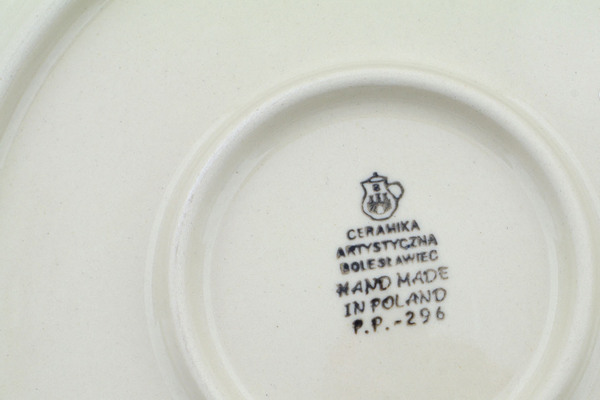 CERAMIKA
ARTYSTYCZNA
BOLESŁAWIEC
HAND MADE
IN POLAND
P.P.-296